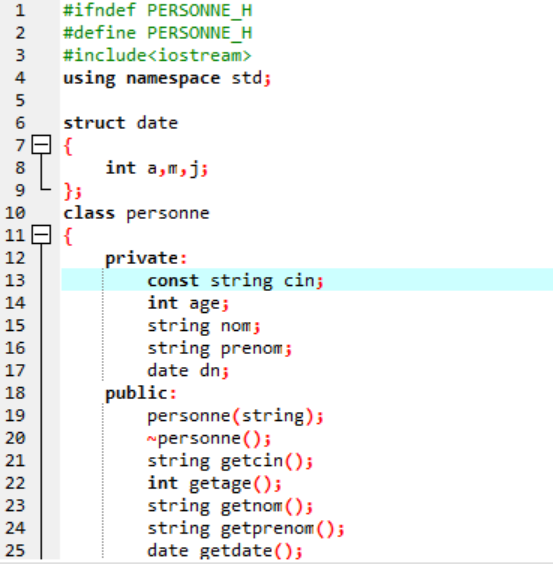 1 #ifndef PERSONNE_H
2 #define PERSONNE_H
3 #include<iostream>
4 using namespace std;
5
6 struct date
7 {
8 int a,m,j;
9 };
10 class personne
11 {
12 private:
13 const string cin;
14 int age;
15 string nom;
16 string prenom;
17 date dn;
18 public:
19 personne(string);
20 ~personne();
21 string getcin();
22 int getage();
23 string getnom();
24 string getprenom();
25 date getdate();